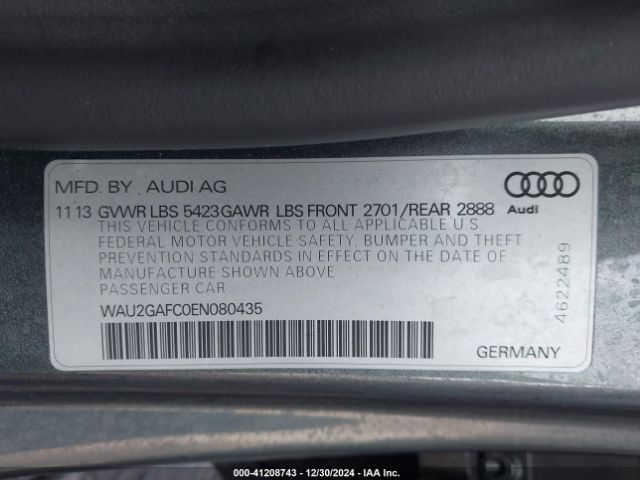 MFD. BY AUDI AG
11 13 GVWR LBS 5423 GAWR LBS FRONT 2701/REAR 2888
Audi
THIS VEHICLE CONFORMS TO ALL APPLICABLE U S
FEDERAL MOTOR VEHICLE SAFETY, BUMPER AND THEFT
PREVENTION STANDARDS IN EFFECT ON THE DATE OF
MANUFACTURE SHOWN ABOVE
PASSENGER CAR
WAU2GAFC0EN080435
4622489
GERMANY
000-41208743 - 12/30/2024 - IAA Inc.